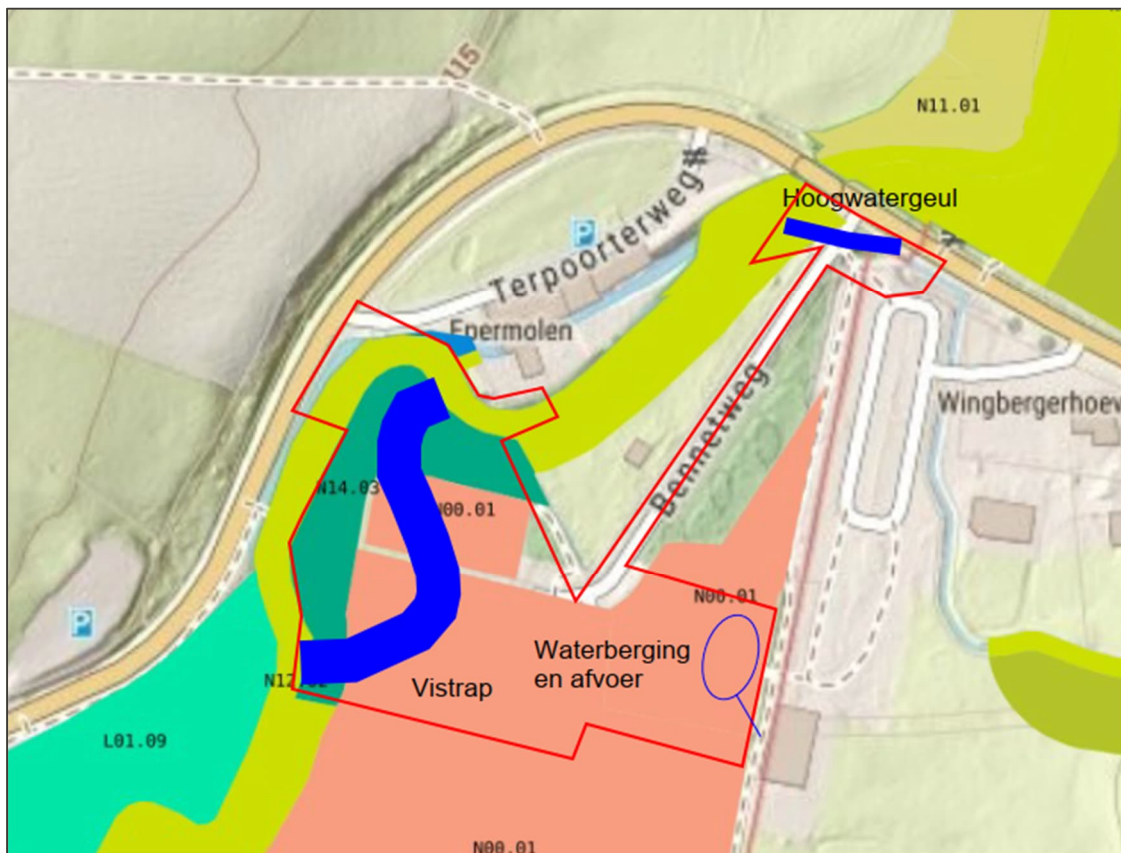 115
N11.01
Hoogwatergeul
P
Terpoorterweg
Epermolen
Wingbergerhoev
Bennetweg
N14.03
N00.01
N00.01
P
Waterberging
en afvoer
Vistrap
L01.09
N00.01